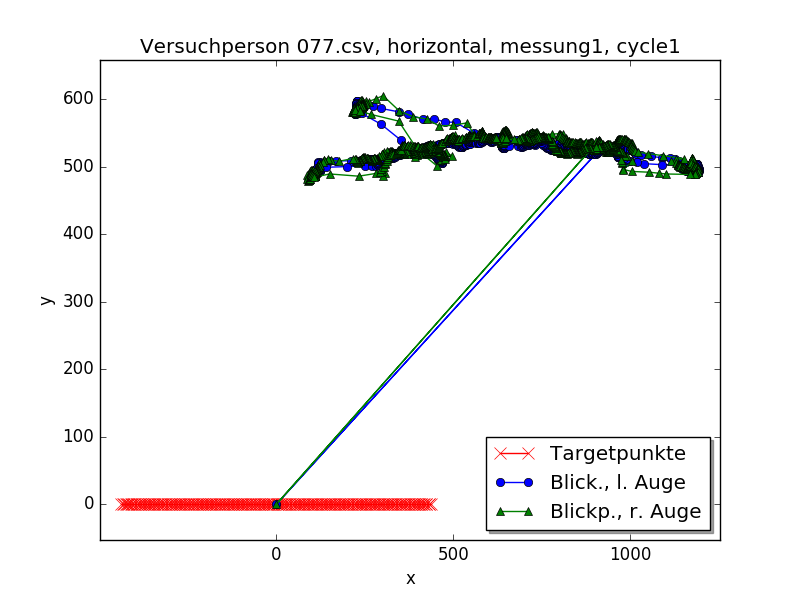 Versuchperson 077.csv, horizontal, messung1, cycle1
600
500
400
300
200
100
0
y
0 500 1000
x
Targetpunkte
Blick., l. Auge
Blickp., r. Auge